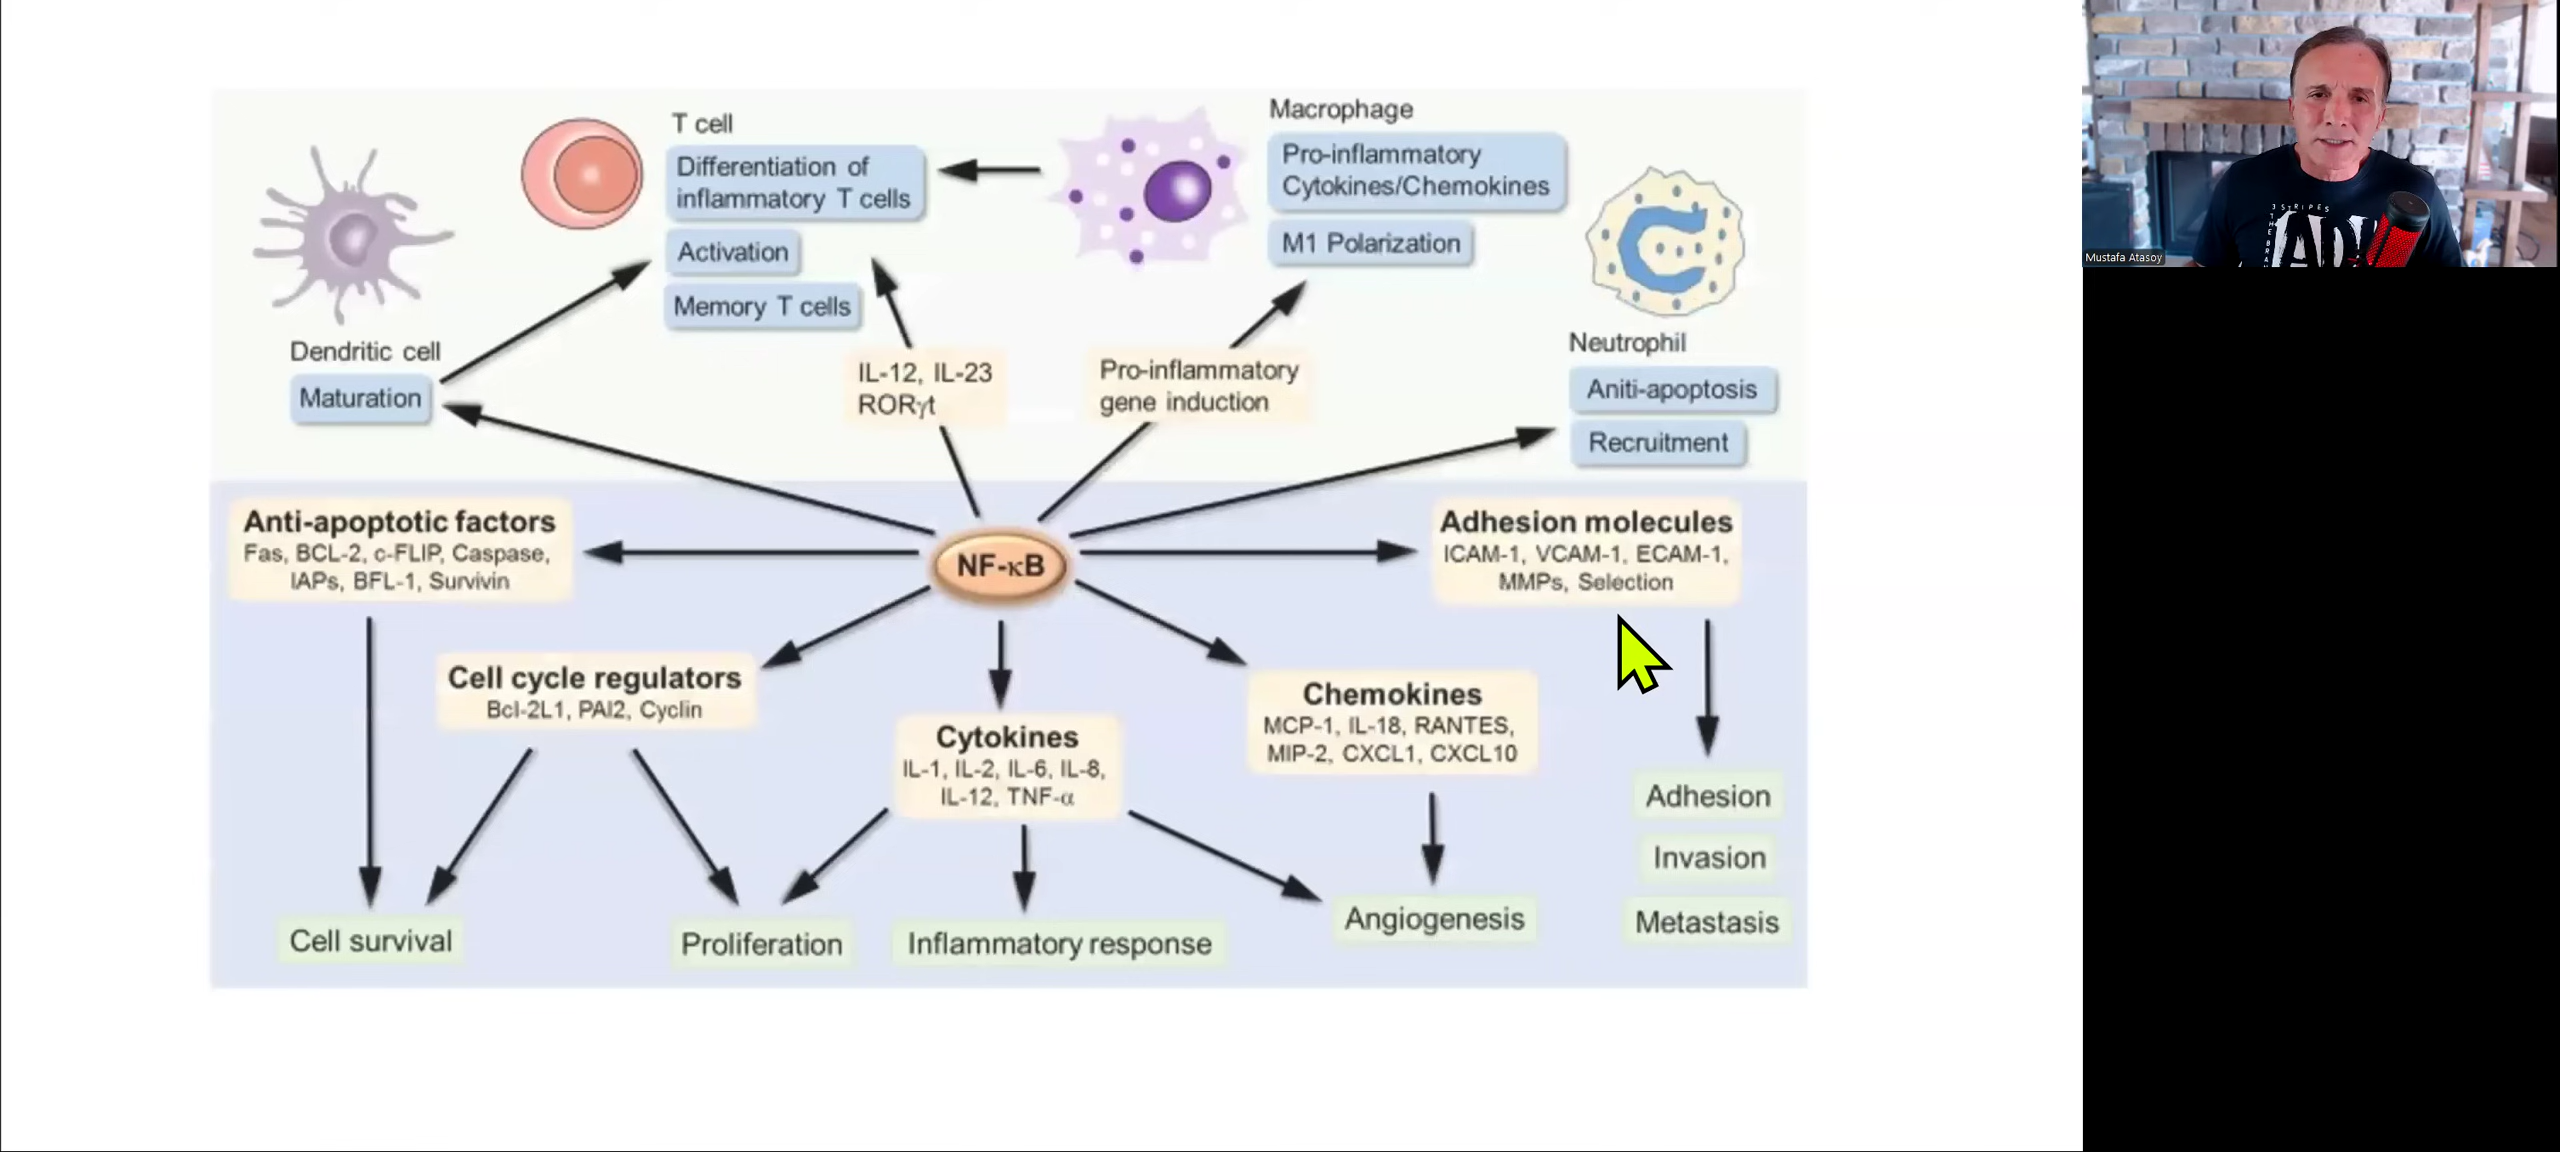 T cell
Differentiation of
inflammatory T cells
Activation
Memory T cells
Macrophage
Pro-inflammatory
Cytokines/Chemokines
M1 Polarization
Dendritic cell
Maturation
IL-12, IL-23
RORγt
Pro-inflammatory
gene induction
Neutrophil
Aniti-apoptosis
Recruitment
NF-κB
Anti-apoptotic factors
Fas, BCL-2, c-FLIP, Caspase,
IAPs, BFL-1, Survivin
Adhesion molecules
ICAM-1, VCAM-1, ECAM-1,
MMPs, Selection
Cell cycle regulators
Bcl-2L1, PAI2, Cyclin
Cytokines
IL-1, IL-2, IL-6, IL-8,
IL-12, TNF-α
Chemokines
MCP-1, IL-18, RANTES,
MIP-2, CXCL1, CXCL10
Adhesion
Invasion
Metastasis
Cell survival
Proliferation
Inflammatory response
Angiogenesis
Mustafa Atasoy
3 STRIPES